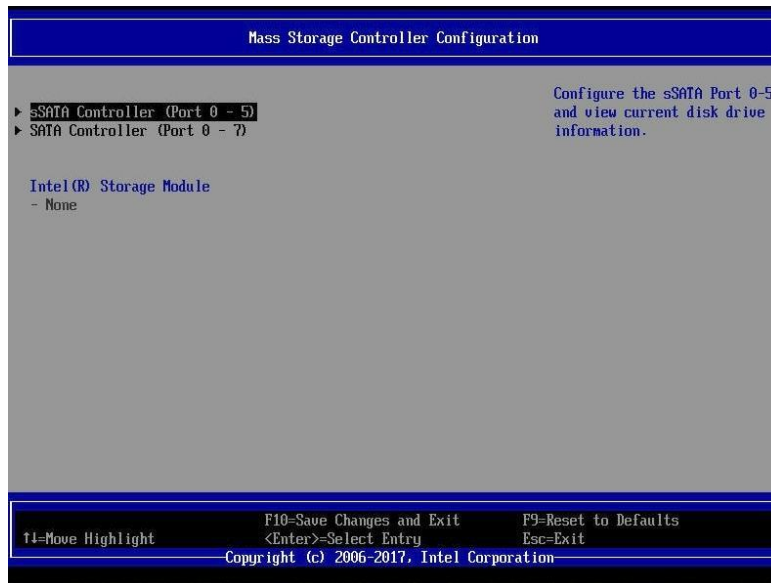 Mass Storage Controller Configuration
sSATA Controller (Port 0 - 5)
SATA Controller (Port 0 - 7)
Intel(R) Storage Module
- None
Configure the sSATA Port 0-5
and view current disk drive
information.
F10=Save Changes and Exit F9=Reset to Defaults
↑↓=Move Highlight <Enter>=Select Entry Esc=Exit
Copyright (c) 2006-2017, Intel Corporation